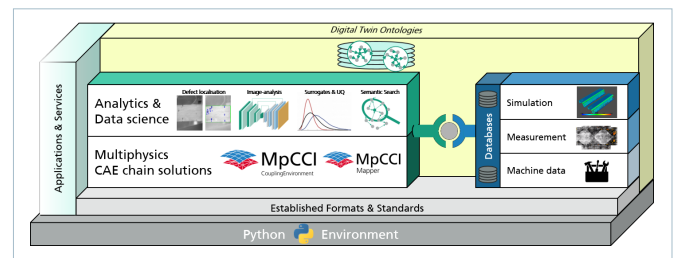 Digital Twin Ontologies
Applications & Services
Analytics &
Data science
Defect localisation
Image-analysis
Surrogates & UQ
Semantic Search
Multiphysics
CAE chain solutions
MpCCI
CouplingEnvironment
MpCCI
Mapper
Databases
Simulation
Measurement
Machine data
Established Formats & Standards
Python Environment